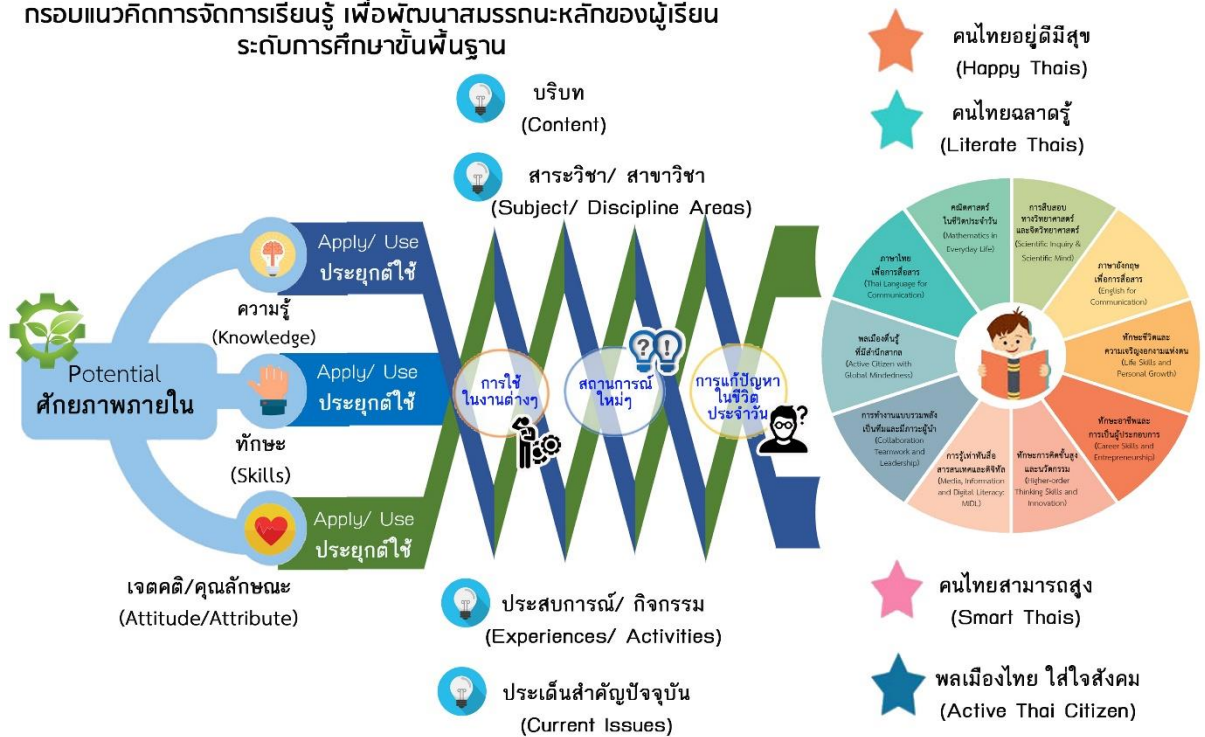 กรอบแนวคิดการจัดการเรียนรู้ เพื่อพัฒนาสมรรถนะหลักของผู้เรียน
ระดับการศึกษาขั้นพื้นฐาน
บริบท
(Content)
สาระวิชา/ สาขาวิชา
(Subject/ Discipline Areas)
Potential
ศักยภาพภายใน
ความรู้
(Knowledge)
ทักษะ
(Skills)
เจตคติ/คุณลักษณะ
(Attitude/Attribute)
Apply/ Use
ประยุกต์ใช้
Apply/ Use
ประยุกต์ใช้
Apply/ Use
ประยุกต์ใช้
การใช้
ในงานต่างๆ
สถานการณ์
ใหม่ๆ
? !
การแก้ปัญหา
ในชีวิต
ประจำวัน
?
ประสบการณ์/ กิจกรรม
(Experiences/ Activities)
ประเด็นสำคัญปัจจุบัน
(Current Issues)
คนไทยอยู่ดีมีสุข
(Happy Thais)
คนไทยฉลาดรู้
(Literate Thais)
คณิตศาสตร์
ในชีวิตประจำวัน
(Mathematics in
Everyday Life)
การสืบสอบ
ทางวิทยาศาสตร์
และจิตวิทยาศาสตร์
(Scientific Inquiry &
Scientific Mind)
ภาษาอังกฤษ
เพื่อการสื่อสาร
(English for
Communication)
ทักษะชีวิตและ
ความเจริญงอกงามแห่งตน
(Life Skills and
Personal Growth)
ทักษะอาชีพและ
การเป็นผู้ประกอบการ
(Career Skills and
Entrepreneurship)
ทักษะการคิดขั้นสูง
และนวัตกรรม
(Higher-order
Thinking Skills and
Innovation)
การรู้เท่าทันสื่อ
สารสนเทศและดิจิทัล
(Media, Information
and Digital Literacy:
MIDL)
การทำงานแบบรวมพลัง
เป็นทีมและมีภาวะผู้นำ
(Collaboration
Teamwork and
Leadership)
พลเมืองตื่นรู้
ที่มีสำนึกสากล
(Active Citizen with
Global Mindedness)
ภาษาไทย
เพื่อการสื่อสาร
(Thai Language for
Communication)
คนไทยสามารถสูง
(Smart Thais)
พลเมืองไทย ใส่ใจสังคม
(Active Thai Citizen)